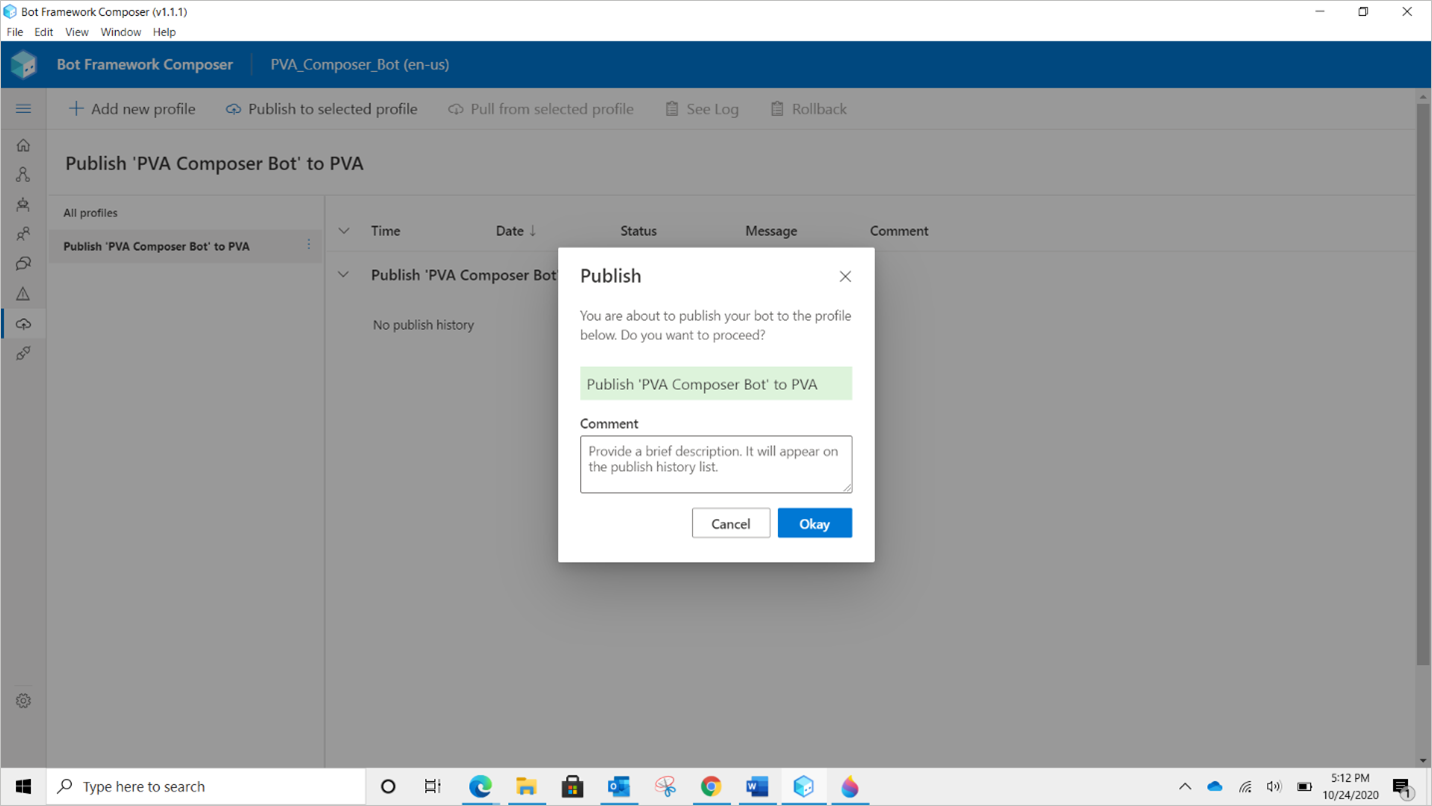 Bot Framework Composer (v1.1.1)
File Edit View Window Help
Bot Framework Composer PVA_Composer_Bot (en-us)
Add new profile Publish to selected profile Pull from selected profile See Log Rollback
Publish 'PVA Composer Bot' to PVA
All profiles
Publish 'PVA Composer Bot' to PVA
Time Date ↓ Status Message Comment
Publish 'PVA Composer Bot'
No publish history
Publish
You are about to publish your bot to the profile
below. Do you want to proceed?
Publish 'PVA Composer Bot' to PVA
Comment
Provide a brief description. It will appear on
the publish history list.
Cancel Okay
Type here to search
5:12 PM
10/24/2020
1